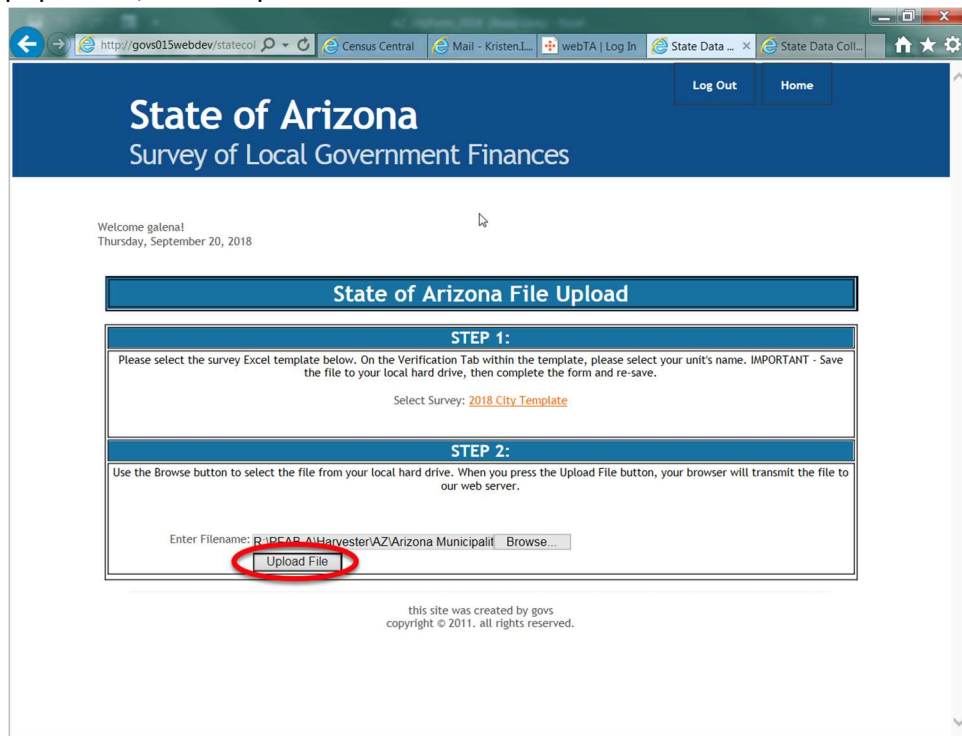 http://govs015webdev/statecol
Census Central
Mail - Kristen.I...
webTA | Log In
State Data ...
State Data Coll...
Log Out
Home
State of Arizona
Survey of Local Government Finances
Welcome galena!
Thursday, September 20, 2018
State of Arizona File Upload
STEP 1:
Please select the survey Excel template below. On the Verification Tab within the template, please select your unit's name. IMPORTANT - Save
the file to your local hard drive, then complete the form and re-save.
Select Survey: 2018 City Template
STEP 2:
Use the Browse button to select the file from your local hard drive. When you press the Upload File button, your browser will transmit the file to
our web server.
Enter Filename: R:\PFAB-A\Harvester\AZ\Arizona Municipalit Browse...
Upload File
this site was created by govs
copyright © 2011. all rights reserved.